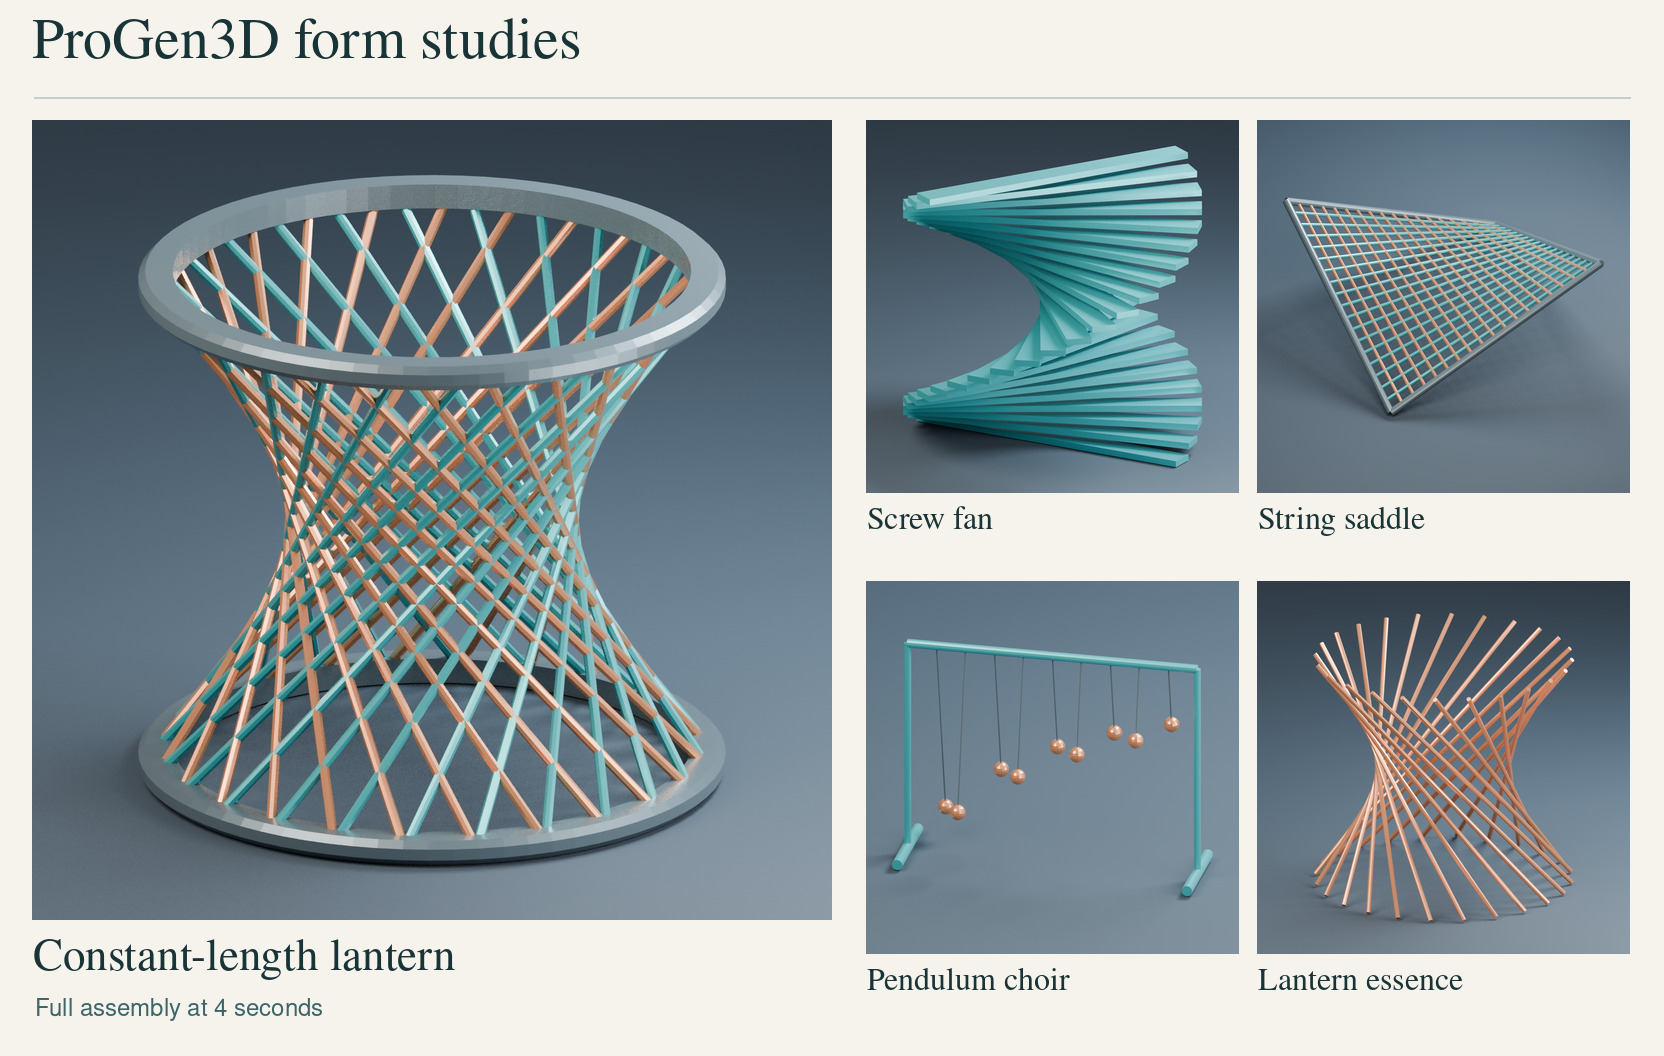 ProGen3D form studies
Constant-length lantern
Full assembly at 4 seconds
Screw fan
String saddle
Pendulum choir
Lantern essence